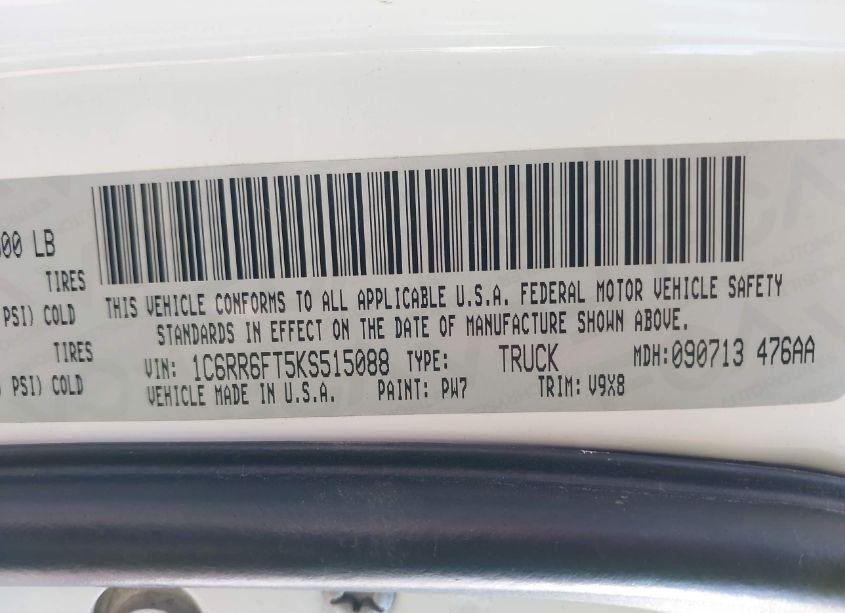 00 LB
TIRES
PSI) COLD
TIRES
PSI) COLD
THIS VEHICLE CONFORMS TO ALL APPLICABLE U.S.A. FEDERAL MOTOR VEHICLE SAFETY
STANDARDS IN EFFECT ON THE DATE OF MANUFACTURE SHOWN ABOVE.
VIN: 1C6RR6FT5KS515088 TYPE: TRUCK MDH:090713 476AA
VEHICLE MADE IN U.S.A. PAINT: PW7 TRIM: V9X8